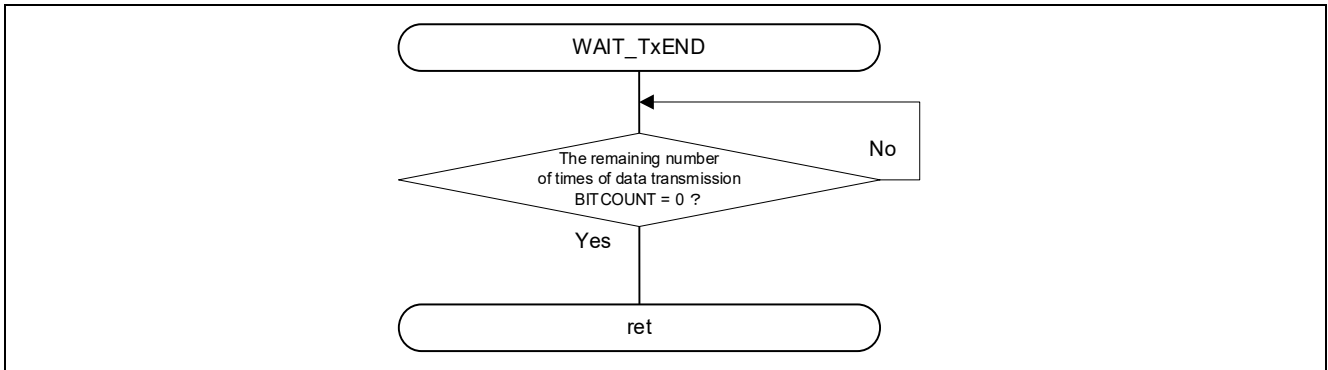 WAIT_TxEND
No
The remaining number
of times of data transmission
BITCOUNT = 0 ?
Yes
ret